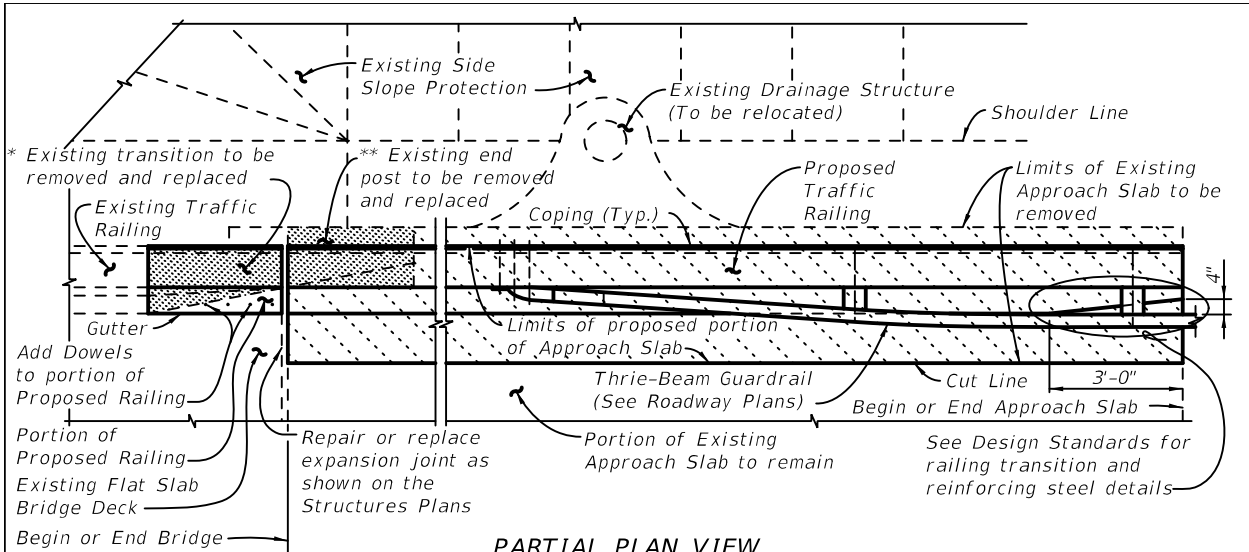 Existing Side
Slope Protection
Existing Drainage Structure
(To be relocated)
Shoulder Line
* Existing transition to be
removed and replaced
** Existing end
post to be removed
and replaced
Proposed
Traffic
Railing
Limits of Existing
Approach Slab to be
removed
Existing Traffic
Railing
Coping (Typ.)
4"
Gutter
Limits of proposed portion
of Approach Slab
Add Dowels
to portion of
Proposed Railing
Thrie-Beam Guardrail
(See Roadway Plans)
Cut Line
3'-0"
Begin or End Approach Slab
Portion of
Proposed Railing
Repair or replace
expansion joint as
shown on the
Structures Plans
Portion of Existing
Approach Slab to remain
See Design Standards for
railing transition and
reinforcing steel details
Existing Flat Slab
Bridge Deck
Begin or End Bridge
PARTIAL PLAN VIEW